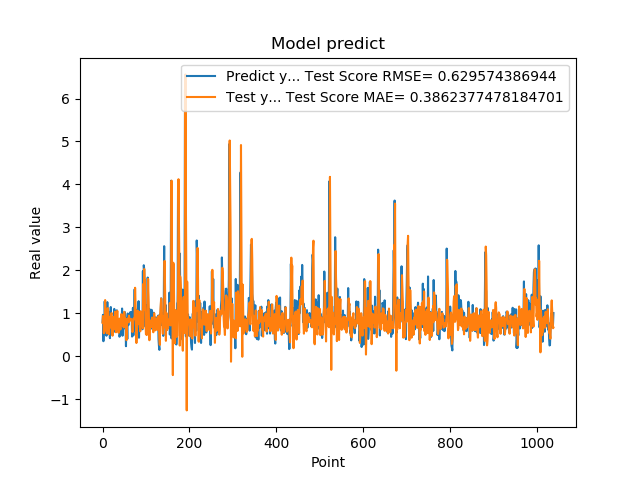 Model predict
Predict y... Test Score RMSE= 0.629574386944
Test y... Test Score MAE= 0.3862377478184701
Real value
6
5
4
3
2
1
0
−1
0 200 400 600 800 1000
Point